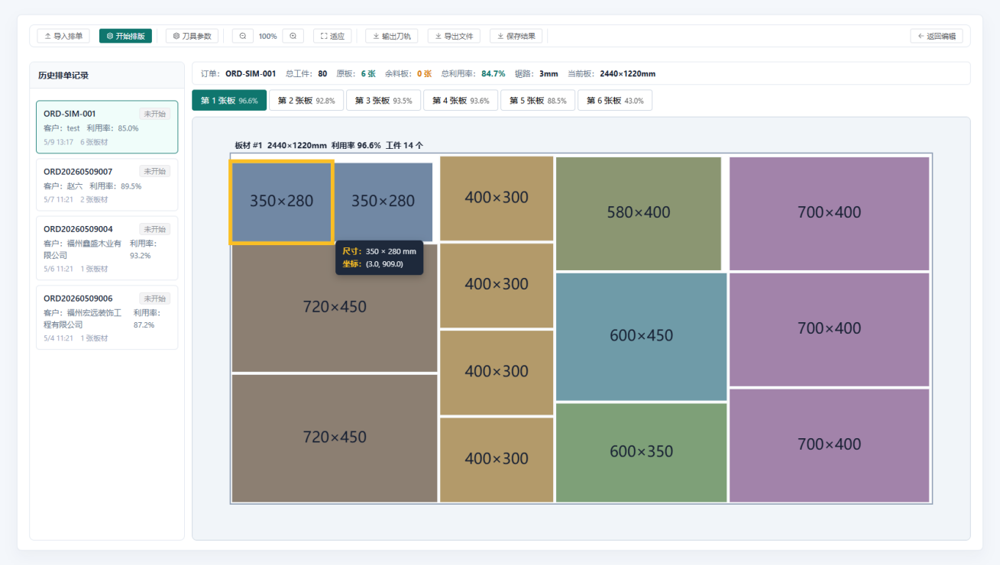 导入排单 开始排版 刀具参数 100% 适应 输出刀轨 导出文件 保存结果 返回编辑
历史排单记录
ORD-SIM-001 未开始
客户：test 利用率：85.0%
5/9 13:17 6 张板材
ORD20260509007 未开始
客户：赵六 利用率：89.5%
5/7 11:21 2 张板材
ORD20260509004 未开始
客户：福州鑫盛木业有限公司 利用率：93.2%
5/6 11:21 1 张板材
ORD20260509006 未开始
客户：福州宏远装饰工程有限公司 利用率：87.2%
5/4 11:21 1 张板材
订单：ORD-SIM-001 总工件：80 原板：6 张 余料板：0 张 总利用率：84.7% 锯路：3mm 当前板：2440×1220mm
第 1 张板 96.6% 第 2 张板 92.8% 第 3 张板 93.5% 第 4 张板 93.6% 第 5 张板 88.5% 第 6 张板 43.0%
板材 #1 2440×1220mm 利用率 96.6% 工件 14 个
350×280
350×280
尺寸：350 × 280 mm
坐标：(3.0, 909.0)
720×450
720×450
400×300
400×300
400×300
400×300
580×400
600×450
600×350
700×400
700×400
700×400